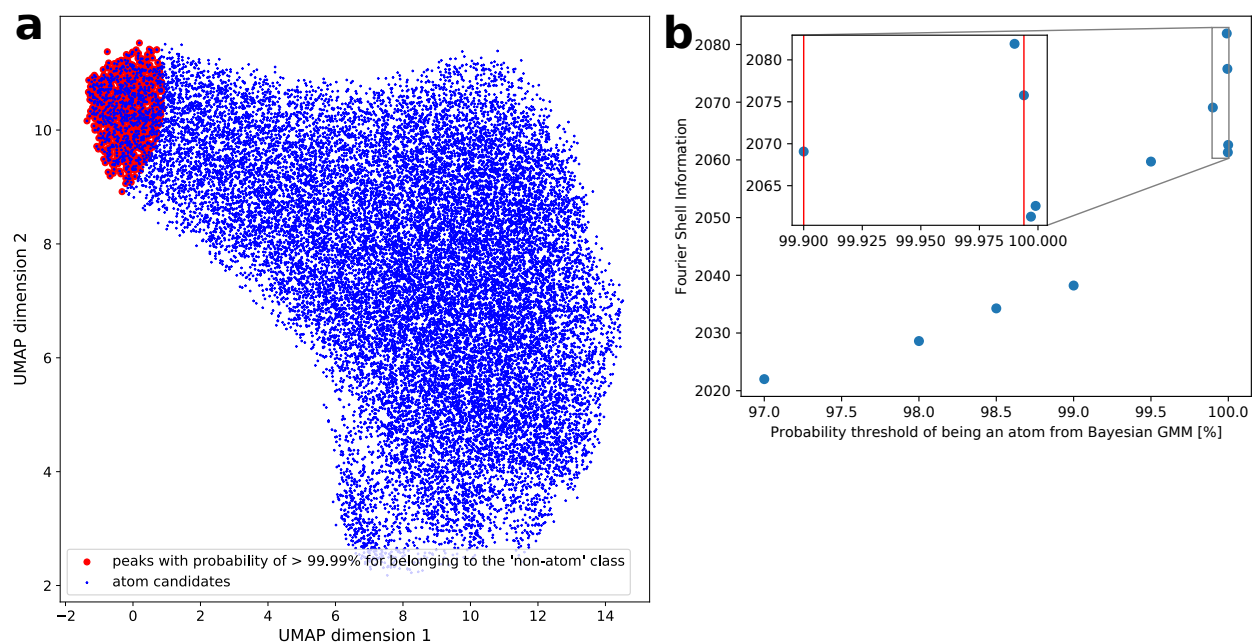 a
10
8
6
4
2
UMAP dimension 2
peaks with probability of > 99.99% for belonging to the 'non-atom' class
atom candidates
−2 0 2 4 6 8 10 12 14
UMAP dimension 1
b
2080
2070
2060
2050
2040
2030
2020
Fourier Shell Information
2080
2075
2070
2065
99.900 99.925 99.950 99.975 100.000
97.0 97.5 98.0 98.5 99.0 99.5 100.0
Probability threshold of being an atom from Bayesian GMM [%]